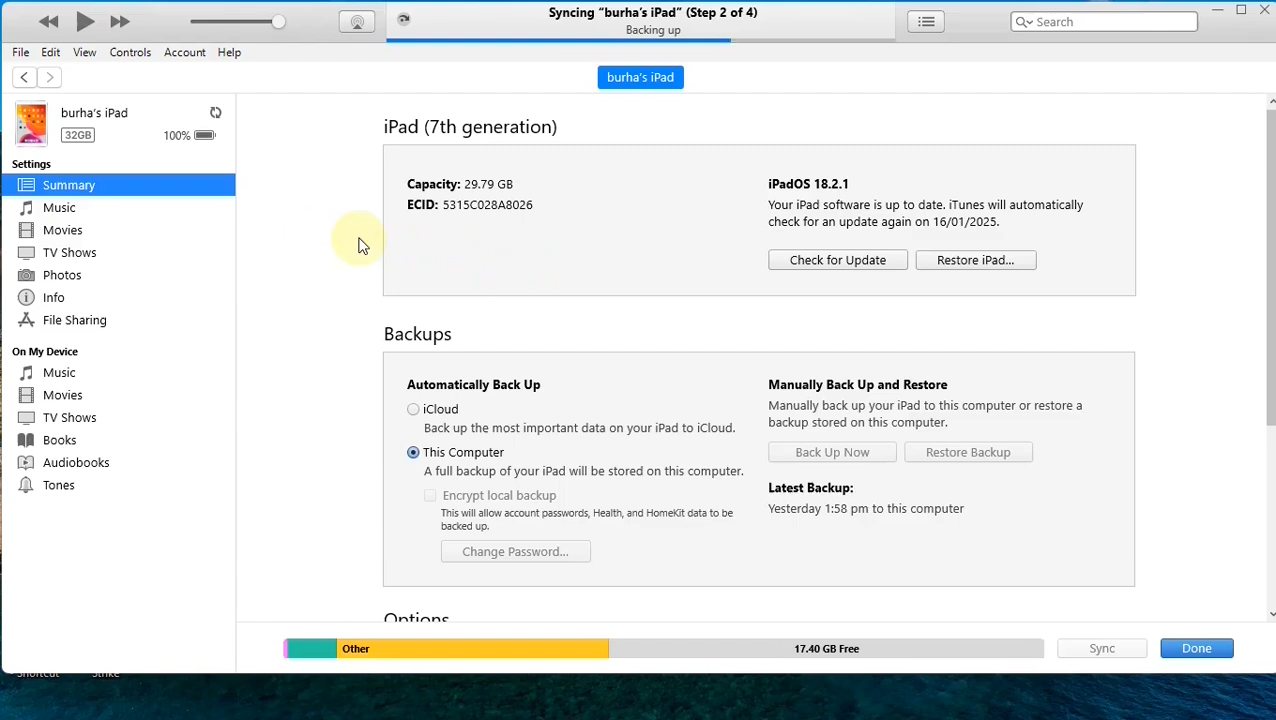 Syncing “burha’s iPad” (Step 2 of 4)
Backing up
Search
File Edit View Controls Account Help
burha’s iPad
burha’s iPad
32GB 100%
Settings
Summary
Music
Movies
TV Shows
Photos
Info
File Sharing
On My Device
Music
Movies
TV Shows
Books
Audiobooks
Tones
iPad (7th generation)
Capacity: 29.79 GB
ECID: 5315C028A8026
iPadOS 18.2.1
Your iPad software is up to date. iTunes will automatically
check for an update again on 16/01/2025.
Check for Update Restore iPad...
Backups
Automatically Back Up
iCloud
Back up the most important data on your iPad to iCloud.
This Computer
A full backup of your iPad will be stored on this computer.
Encrypt local backup
This will allow account passwords, Health, and HomeKit data to be
backed up.
Change Password...
Manually Back Up and Restore
Manually back up your iPad to this computer or restore a
backup stored on this computer.
Back Up Now Restore Backup
Latest Backup:
Yesterday 1:58 pm to this computer
Options
Other 17.40 GB Free Sync Done
Shortcut Strike